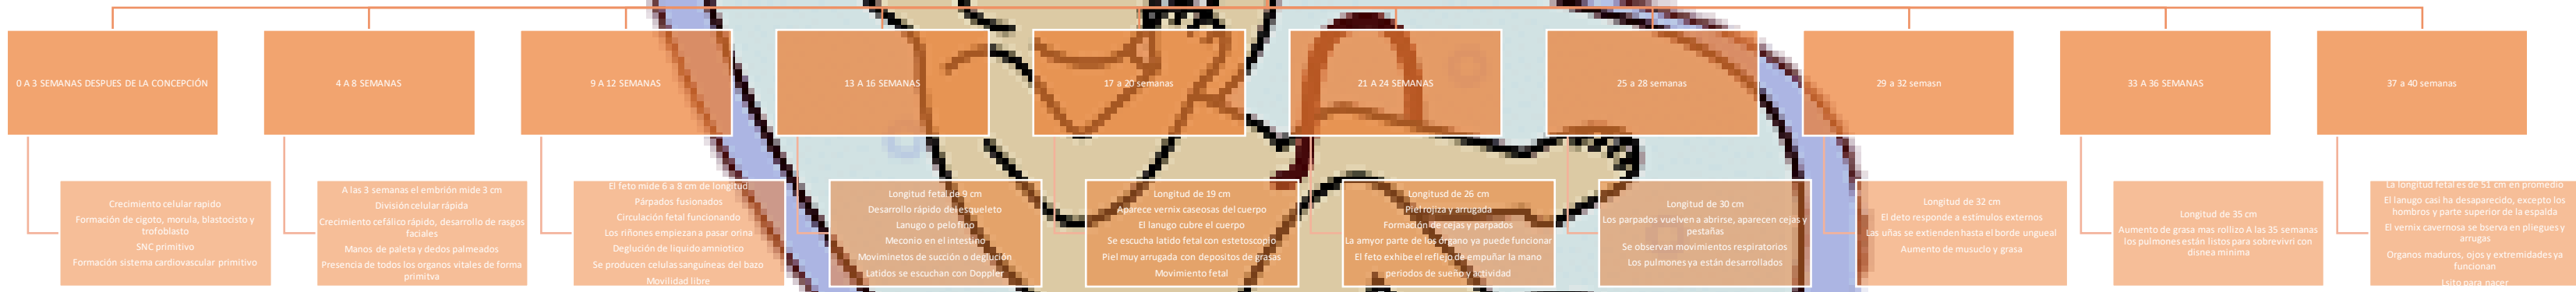 0 A 3 SEMANAS DESPUES DE LA CONCEPCIÓN
Crecimiento celular rapido
Formación de cigoto, morula, blastocisto y
trofoblasto
SNC primitivo
Formación sistema cardiovascular primitivo
4 A 8 SEMANAS
A las 3 semanas el embrión mide 3 cm
División celular rápida
Crecimiento cefálico rápido, desarrollo de rasgos
faciales
Manos de paleta y dedos palmeados
Presencia de todos los organos vitales de forma
primitva
9 A 12 SEMANAS
El feto mide 6 a 8 cm de longitud
Párpados fusionados
Circulación fetal funcionando
Los riñones empiezan a pasar orina
Deglución de liquido amniotico
Se producen celulas sanguíneas del bazo
Movilidad libre
13 A 16 SEMANAS
Longitud fetal de 9 cm
Desarrollo rápido del esqueleto
Lanugo o pelo fino
Meconio en el intestino
Moviminetos de succión o deglución
Latidos se escuchan con Doppler
17 a 20 semanas
Longitud de 19 cm
Aparece vernix caseosas del cuerpo
El lanugo cubre el cuerpo
Se escucha latido fetal con estetoscopio
Piel muy arrugada con depositos de grasas
Movimiento fetal
21 A 24 SEMANAS
Longitusd de 26 cm
Piel rojiza y arrugada
Formación de cejas y parpados
La amyor parte de los órgano ya puede funcionar
El feto exhibe el reflejo de empuñar la mano
periodos de sueño y actividad
25 a 28 semanas
Longitud de 30 cm
Los parpados vuelven a abrirse, aparecen cejas y
pestañas
Se observan movimientos respiratorios
Los pulmones ya están desarrollados
29 a 32 semasn
Longitud de 32 cm
El deto responde a estímulos externos
Las uñas se extienden hasta el borde ungueal
Aumento de musuclo y grasa
33 A 36 SEMANAS
Longitud de 35 cm
Aumento de grasa mas rollizo A las 35 semanas
los pulmones están listos para sobrevivri con
disnea minima
37 a 40 semanas
La longitud fetal es de 51 cm en promedio
El lanugo casi ha desaparecido, excepto los
hombros y parte superior de la espalda
El vernix cavernosa se bserva en pliegues y
arrugas
Organos maduros, ojos y extremidades ya
funcionan
Lsito para nacer